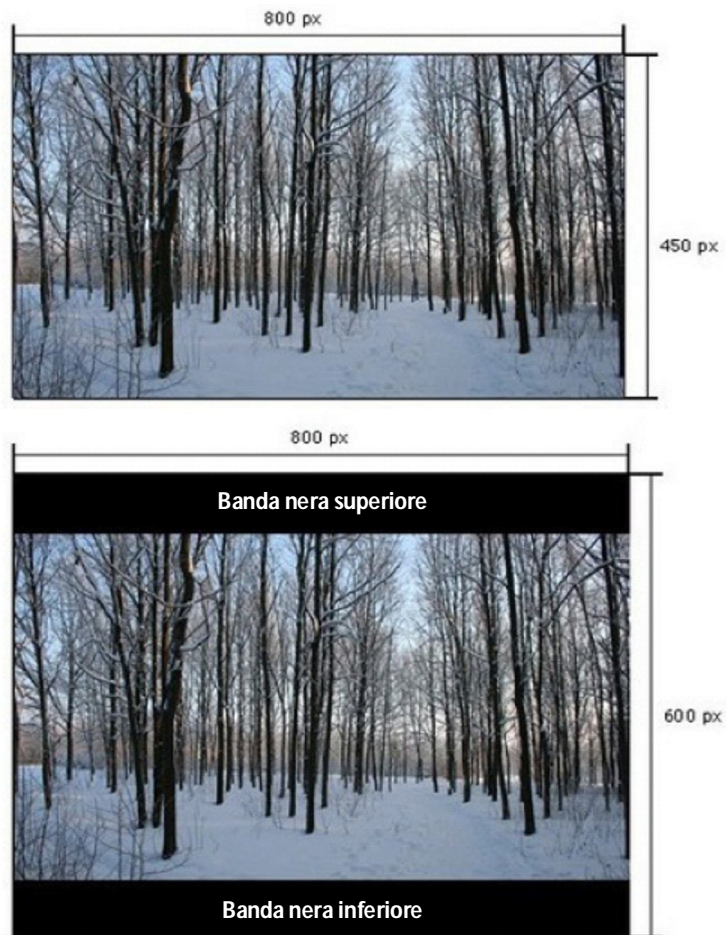 800 px
450 px
800 px
Banda nera superiore
600 px
Banda nera inferiore